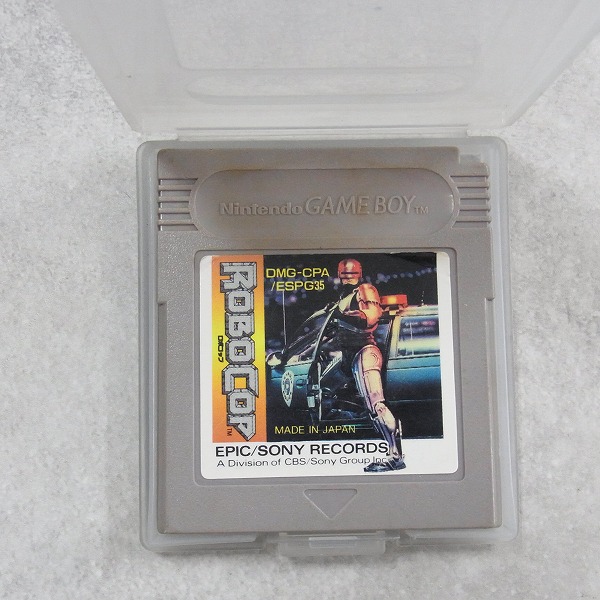 Nintendo GAME BOY TM
DMG-CPA
/ESPG35
ROBOCOP TM
ロボコップ
MADE IN JAPAN
EPIC/SONY RECORDS
A Division of CBS/Sony Group Inc.